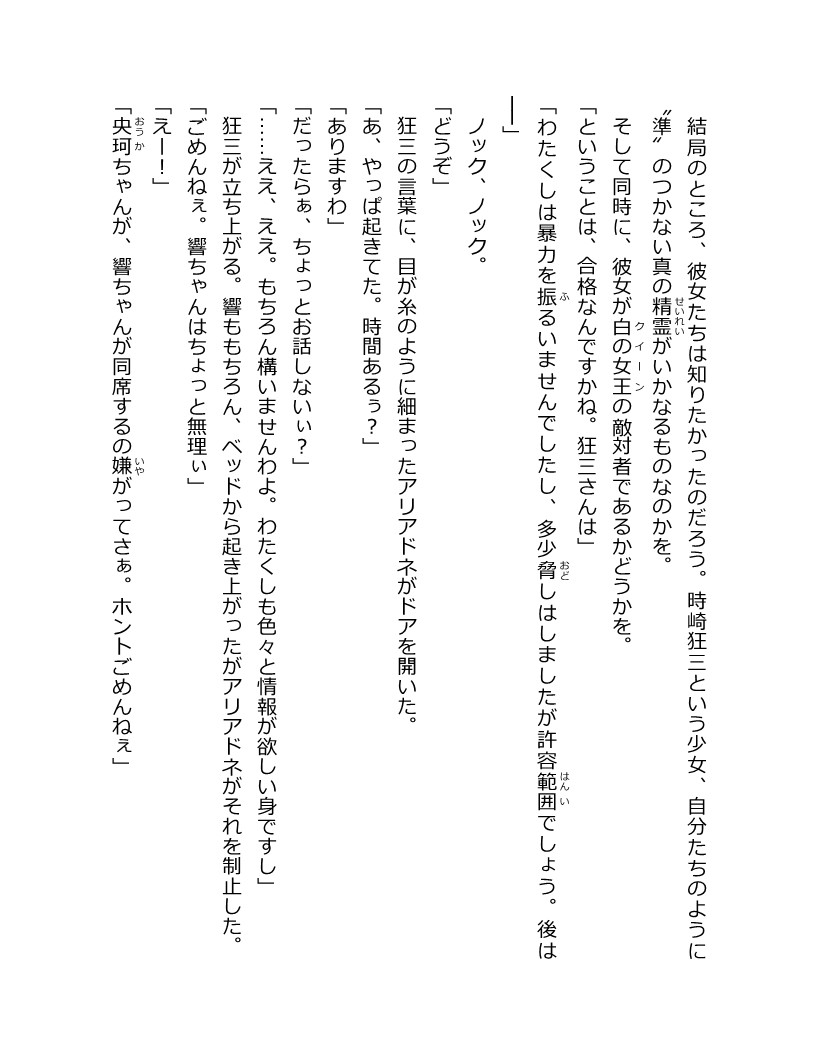 結局のところ、彼女たちは知りたかったのだろう。時崎狂三という少女、自分たちのように
〝準〟のつかない真の精霊がいかなるものなのかを。
そして同時に、彼女が白の女王の敵対者であるかどうかを。
「ということは、合格なんですかね。狂三さんは」
「わたくしは暴力を振るいませんでしたし、多少脅しはしましたが許容範囲でしょう。後は
──」
ノック、ノック。
「どうぞ」
狂三の言葉に、目が糸のように細まったアリアドネがドアを開いた。
「あ、やっぱ起きてた。時間あるぅ?」
「ありますわ」
「だったらぁ、ちょっとお話ししないぃ?」
「……ええ、ええ。もちろん構いませんわよ。わたくしも色々と情報が欲しい身ですし」
狂三が立ち上がる。響ももちろん、ベッドから起き上がったがアリアドネがそれを制止した。
「ごめんねぇ。響ちゃんはちょっと無理ぃ」
「えー!」
「央珂ちゃんが、響ちゃんが同席するの嫌がってさぁ。ホントごめんねぇ」